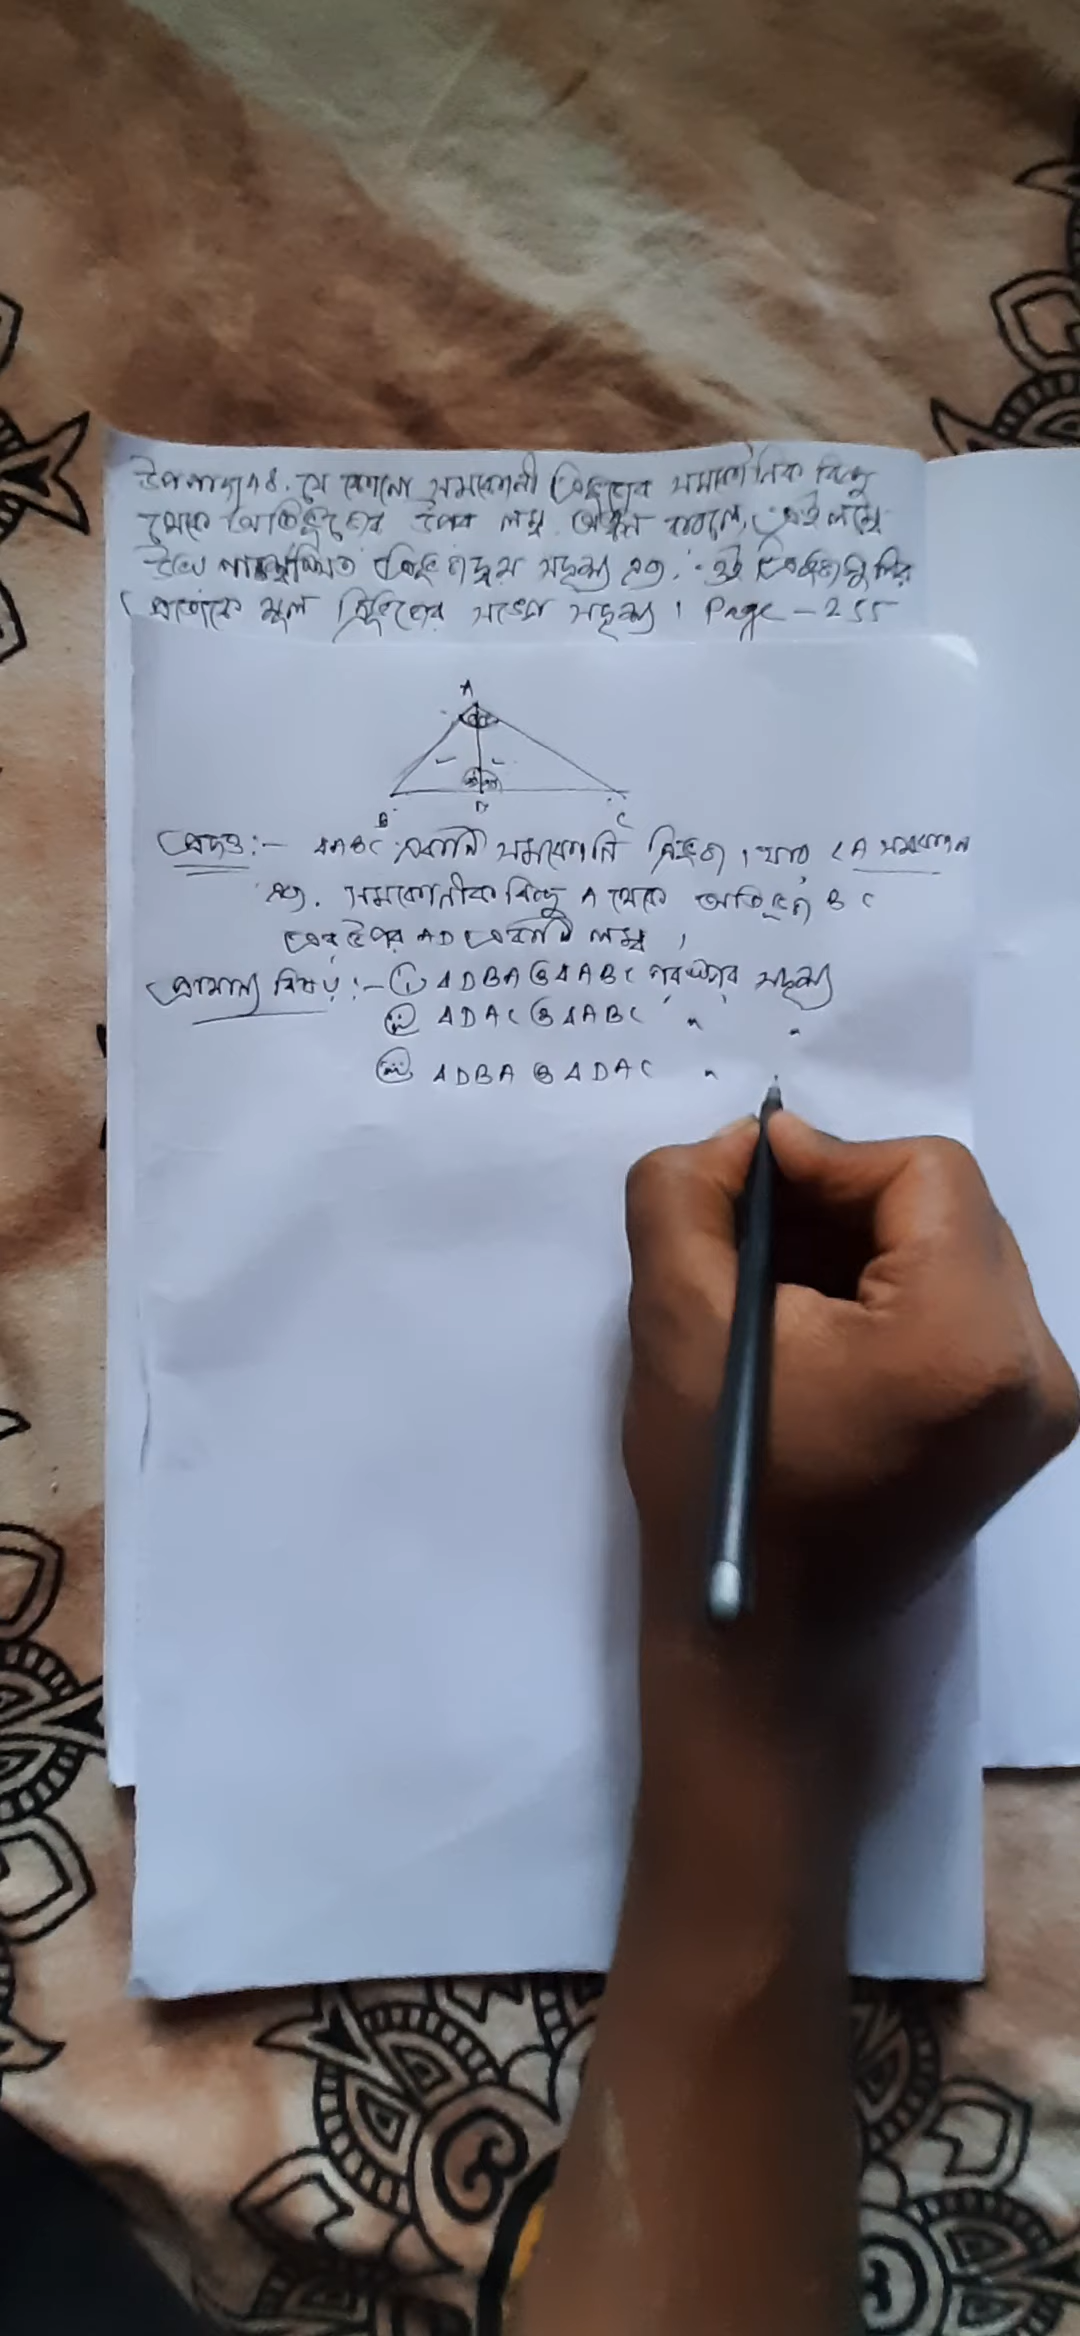 উপপাদ্য 48. যে কোনো সমকোনী ত্রিভুজের সমকৌনিক বিন্দু
থেকে অতিভুজের উপর লম্ব অঙ্কন করলে, এই লম্বের
উভয় পার্শ্বস্থিত ত্রিভুজদ্বয় সদৃশ্য হয়. ঐ ত্রিভুজগুলির
প্রত্যেকে মূল ত্রিভুজের সঙ্গে সদৃশ্য । Page - 255
A
B D C
প্রদত্ত :- ΔABC একটি সমকোনি ত্রিভুজ । যার ∠A সমকোন
হয়. সমকোনীক বিন্দু A থেকে অতিভুজ BC
এর উপর AD একটি লম্ব ।
প্রামান্য বিষয় :- (i) ΔDBA ও ΔABC পরস্পর সদৃশ্য
(ii) ΔDAC ও ΔABC " "
(iii) ΔDBA ও ΔDAC "